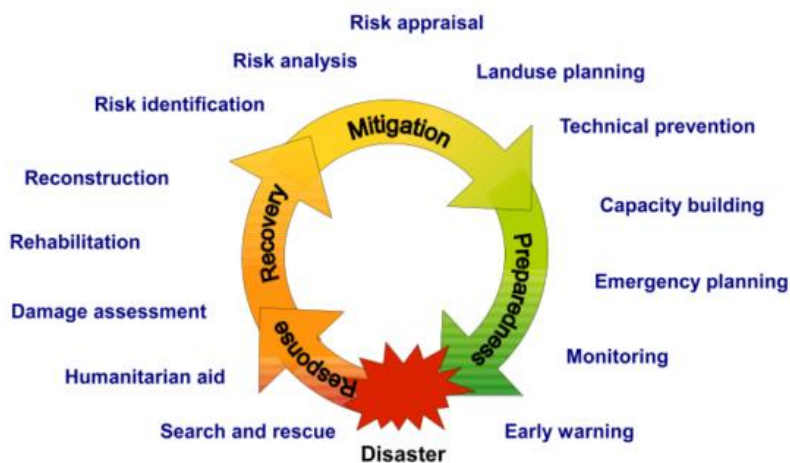 Risk appraisal
Risk analysis
Landuse planning
Risk identification
Mitigation
Technical prevention
Reconstruction
Capacity building
Recovery
Rehabilitation
Preparedness
Emergency planning
Damage assessment
Response
Monitoring
Humanitarian aid
Search and rescue
Early warning
Disaster